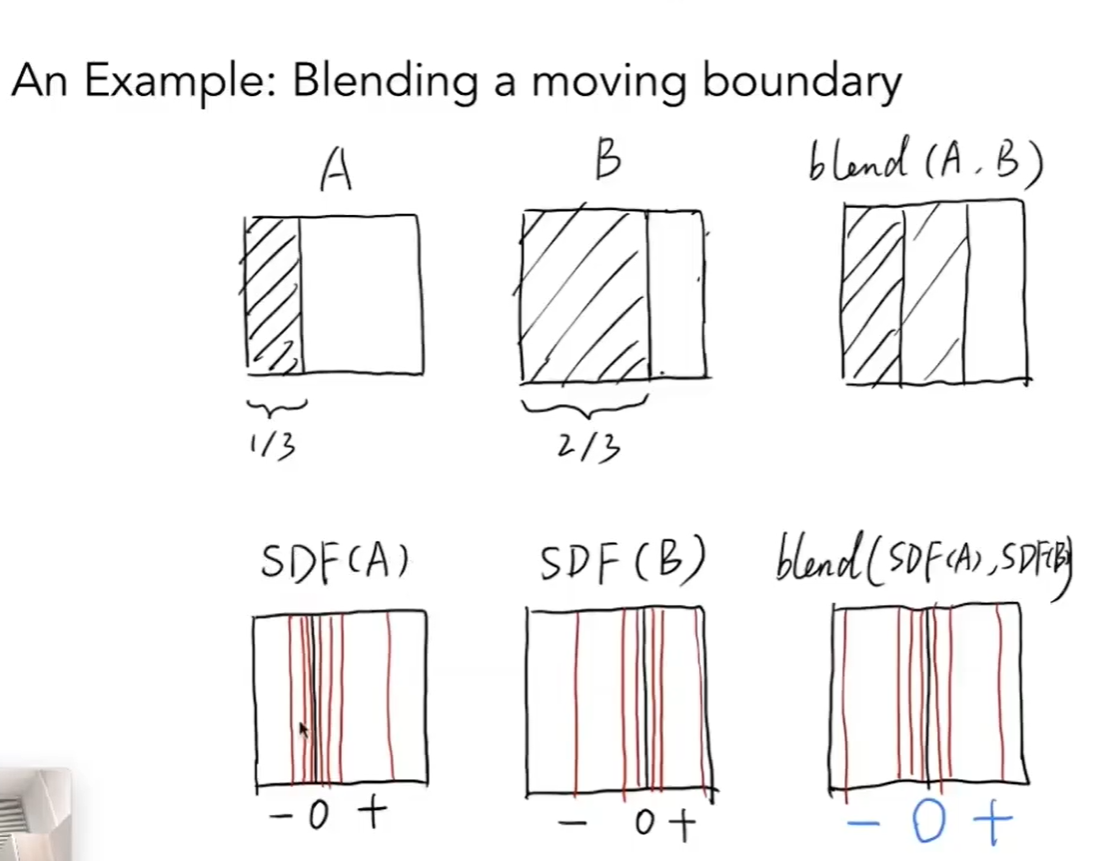 An Example: Blending a moving boundary
A B blend (A, B)
1/3 2/3
SDF(A) SDF(B) blend(SDF(A), SDF(B))
- 0 + - 0 + - 0 +